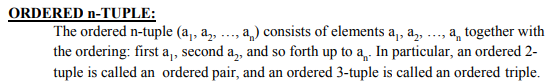 ORDERED n-TUPLE:
The ordered n-tuple (a₁, a₂, …, aₙ) consists of elements a₁, a₂, …, aₙ together with
the ordering: first a₁, second a₂, and so forth up to aₙ. In particular, an ordered 2-
tuple is called an ordered pair, and an ordered 3-tuple is called an ordered triple.